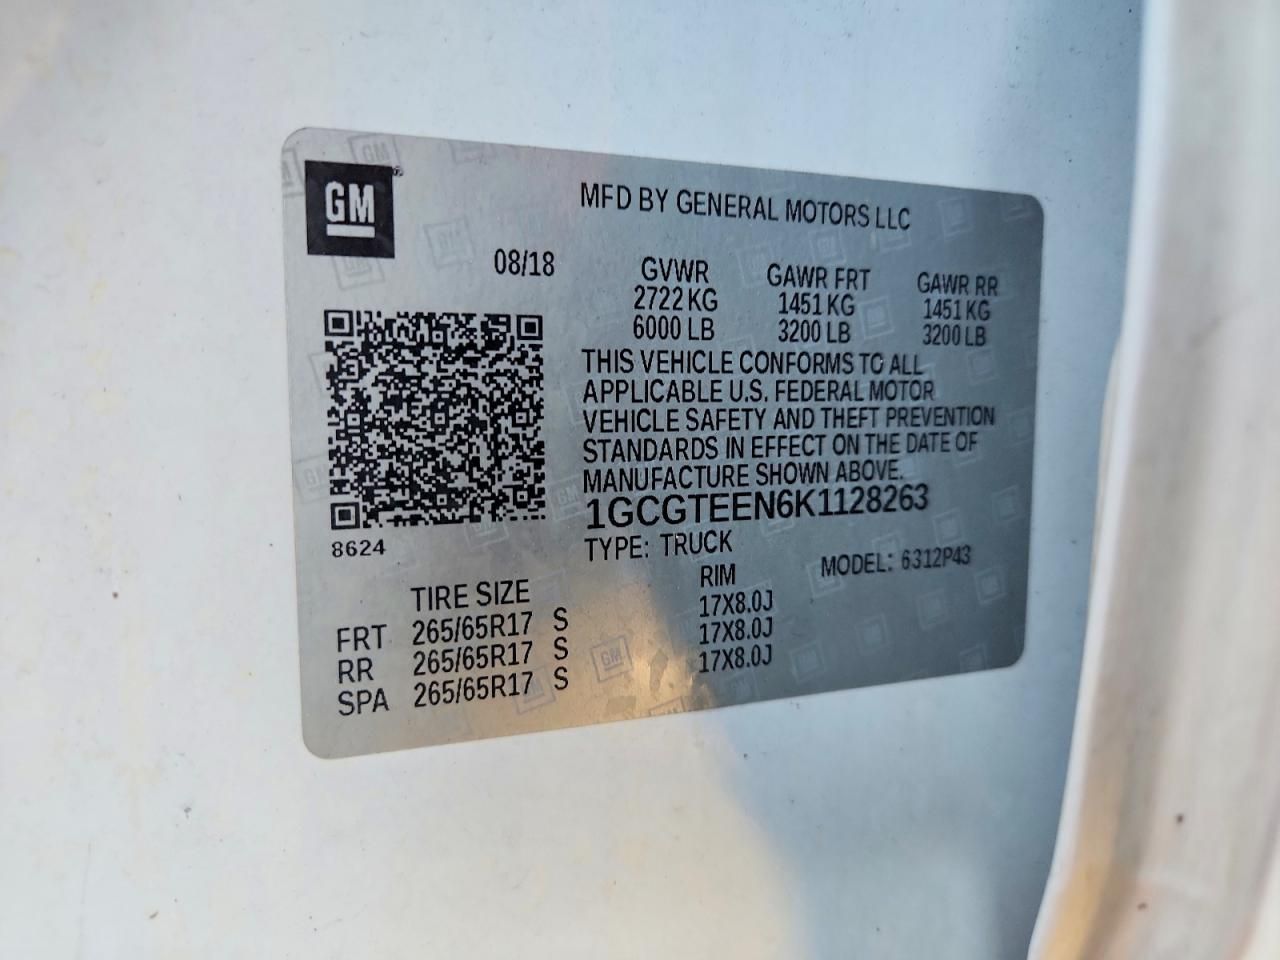 GM
MFD BY GENERAL MOTORS LLC
08/18
GVWR GAWR FRT GAWR RR
2722 KG 1451 KG 1451 KG
6000 LB 3200 LB 3200 LB
THIS VEHICLE CONFORMS TO ALL
APPLICABLE U.S. FEDERAL MOTOR
VEHICLE SAFETY AND THEFT PREVENTION
STANDARDS IN EFFECT ON THE DATE OF
MANUFACTURE SHOWN ABOVE.
1GCGTEEN6K1128263
8624
TYPE: TRUCK MODEL: 6312P43
TIRE SIZE RIM
FRT 265/65R17 S 17X8.0J
RR 265/65R17 S 17X8.0J
SPA 265/65R17 S 17X8.0J